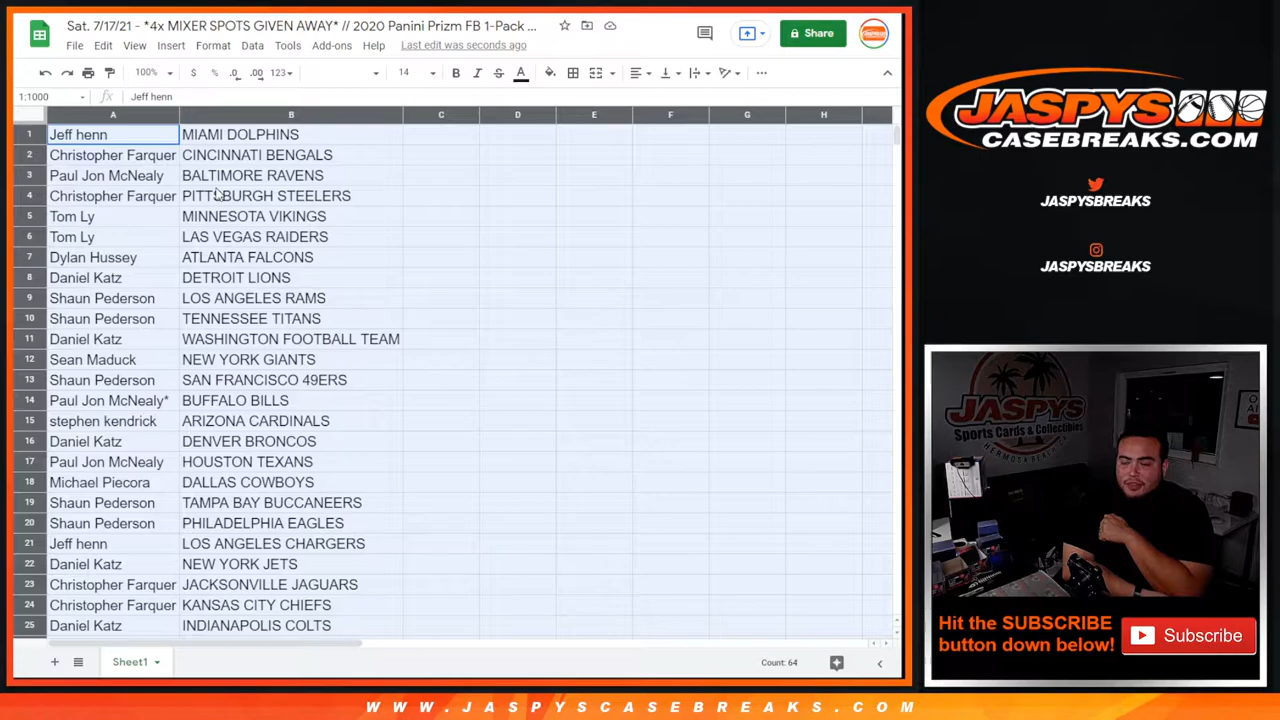 Sat. 7/17/21 - *4x MIXER SPOTS GIVEN AWAY* // 2020 Panini Prizm FB 1-Pack ...
File Edit View Insert Format Data Tools Add-ons Help Last edit was seconds ago
Share
100% $ % .0 .00 123 14 B I S A
1:1000 fx Jeff henn
A B C D E F G H
1 Jeff henn MIAMI DOLPHINS
2 Christopher Farquer CINCINNATI BENGALS
3 Paul Jon McNealy BALTIMORE RAVENS
4 Christopher Farquer PITTSBURGH STEELERS
5 Tom Ly MINNESOTA VIKINGS
6 Tom Ly LAS VEGAS RAIDERS
7 Dylan Hussey ATLANTA FALCONS
8 Daniel Katz DETROIT LIONS
9 Shaun Pederson LOS ANGELES RAMS
10 Shaun Pederson TENNESSEE TITANS
11 Daniel Katz WASHINGTON FOOTBALL TEAM
12 Sean Maduck NEW YORK GIANTS
13 Shaun Pederson SAN FRANCISCO 49ERS
14 Paul Jon McNealy* BUFFALO BILLS
15 stephen kendrick ARIZONA CARDINALS
16 Daniel Katz DENVER BRONCOS
17 Paul Jon McNealy HOUSTON TEXANS
18 Michael Piecora DALLAS COWBOYS
19 Shaun Pederson TAMPA BAY BUCCANEERS
20 Shaun Pederson PHILADELPHIA EAGLES
21 Jeff henn LOS ANGELES CHARGERS
22 Daniel Katz NEW YORK JETS
23 Christopher Farquer JACKSONVILLE JAGUARS
24 Christopher Farquer KANSAS CITY CHIEFS
25 Daniel Katz INDIANAPOLIS COLTS
Sheet1
Count: 64
JASPYS
CASEBREAKS.COM
JASPYSBREAKS
JASPYSBREAKS
JASPYS
Sports Cards & Collectibles
HERMOSA BEACH, CA
Hit the SUBSCRIBE
button down below!
Subscribe
WWW.JASPYSCASEBREAKS.COM